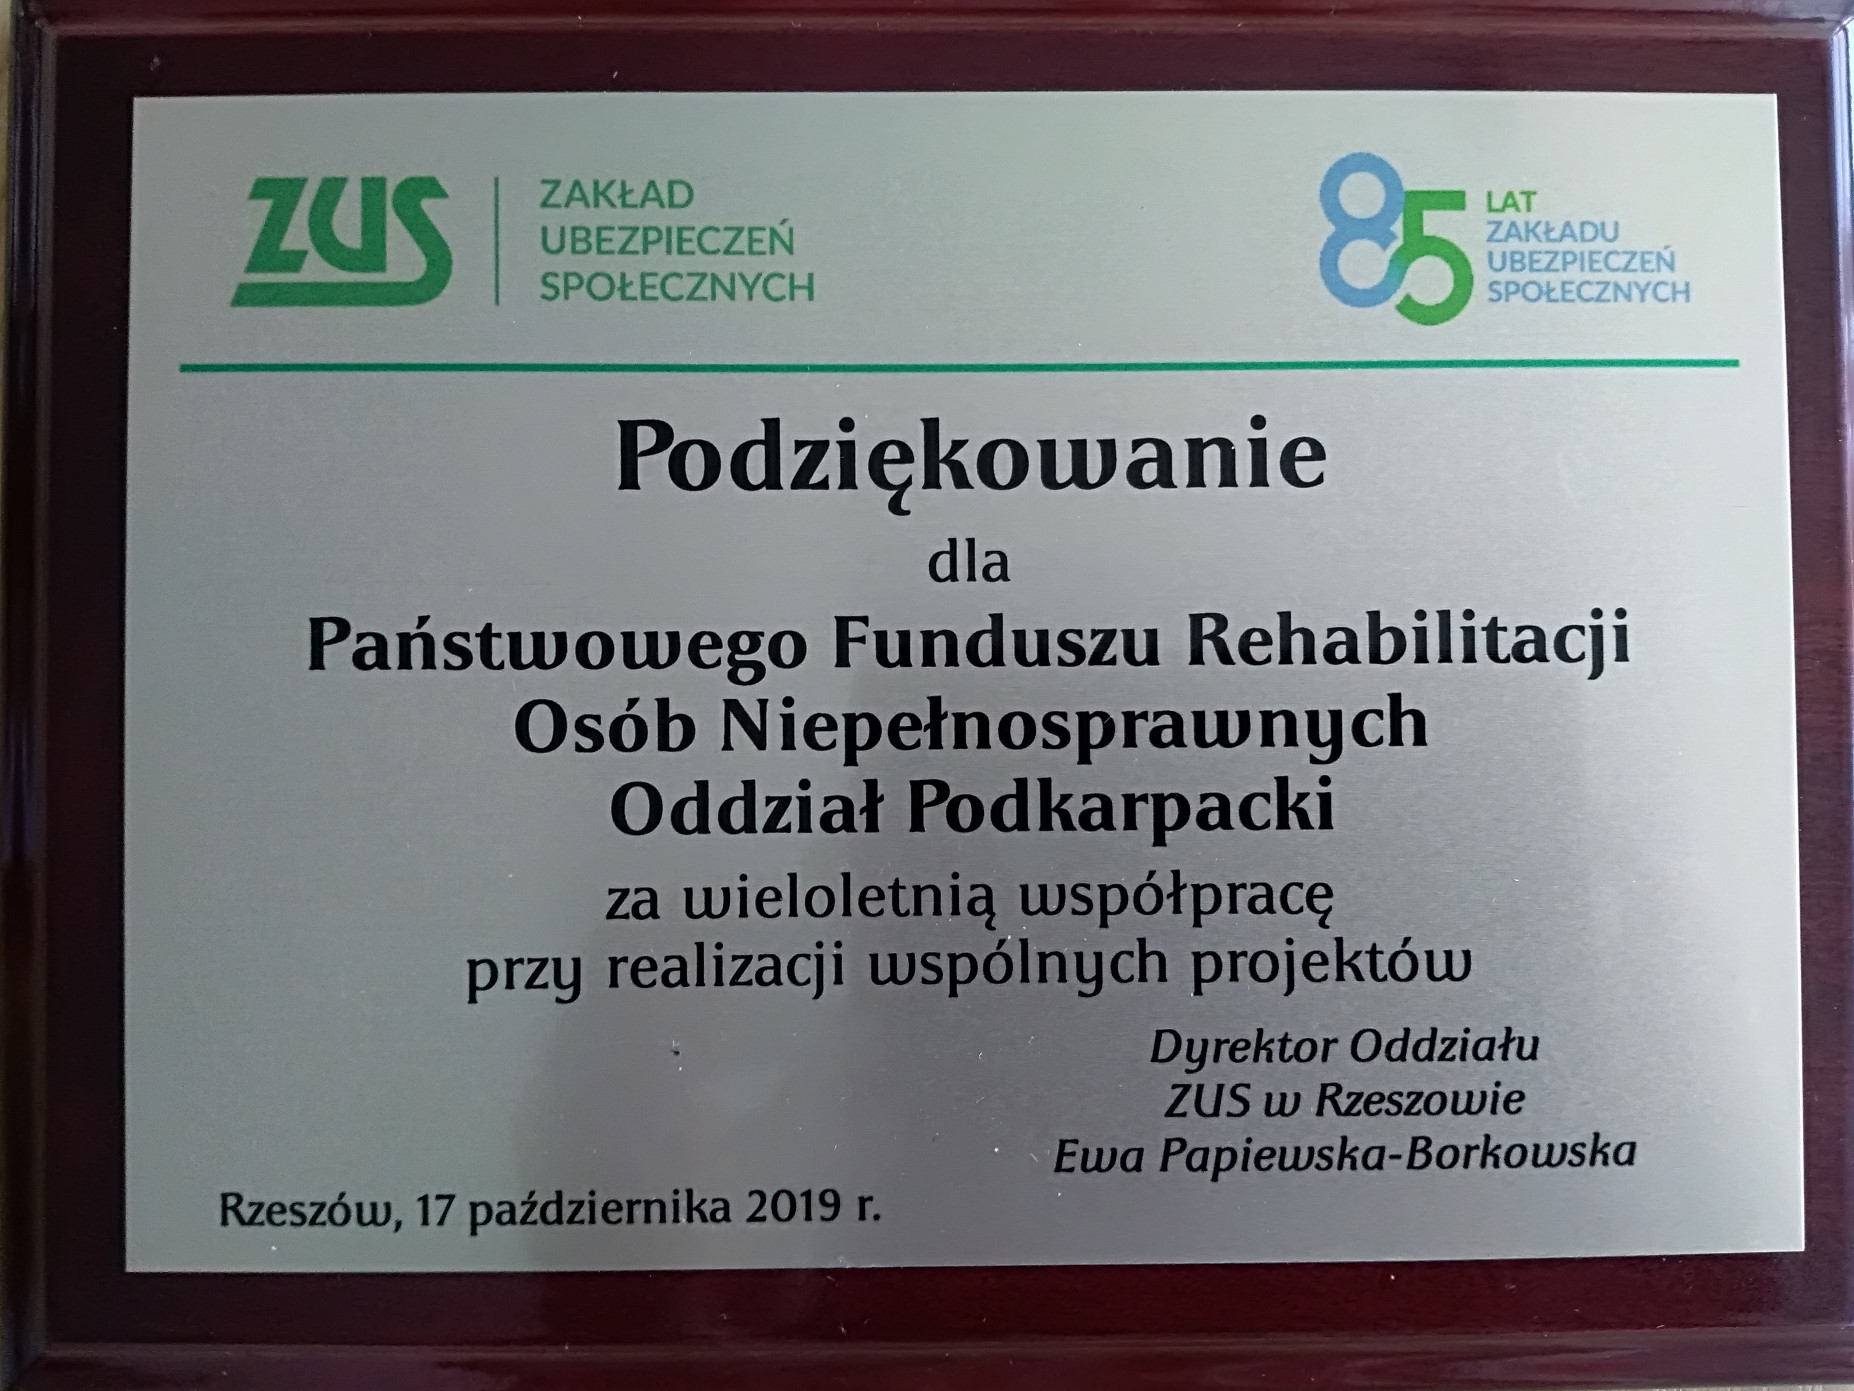 ZUS
ZAKŁAD
UBEZPIECZEŃ
SPOŁECZNYCH
85
LAT
ZAKŁADU
UBEZPIECZEŃ
SPOŁECZNYCH
Podziękowanie
dla
Państwowego Funduszu Rehabilitacji
Osób Niepełnosprawnych
Oddział Podkarpacki
za wieloletnią współpracę
przy realizacji wspólnych projektów
Dyrektor Oddziału
ZUS w Rzeszowie
Ewa Papiewska-Borkowska
Rzeszów, 17 października 2019 r.